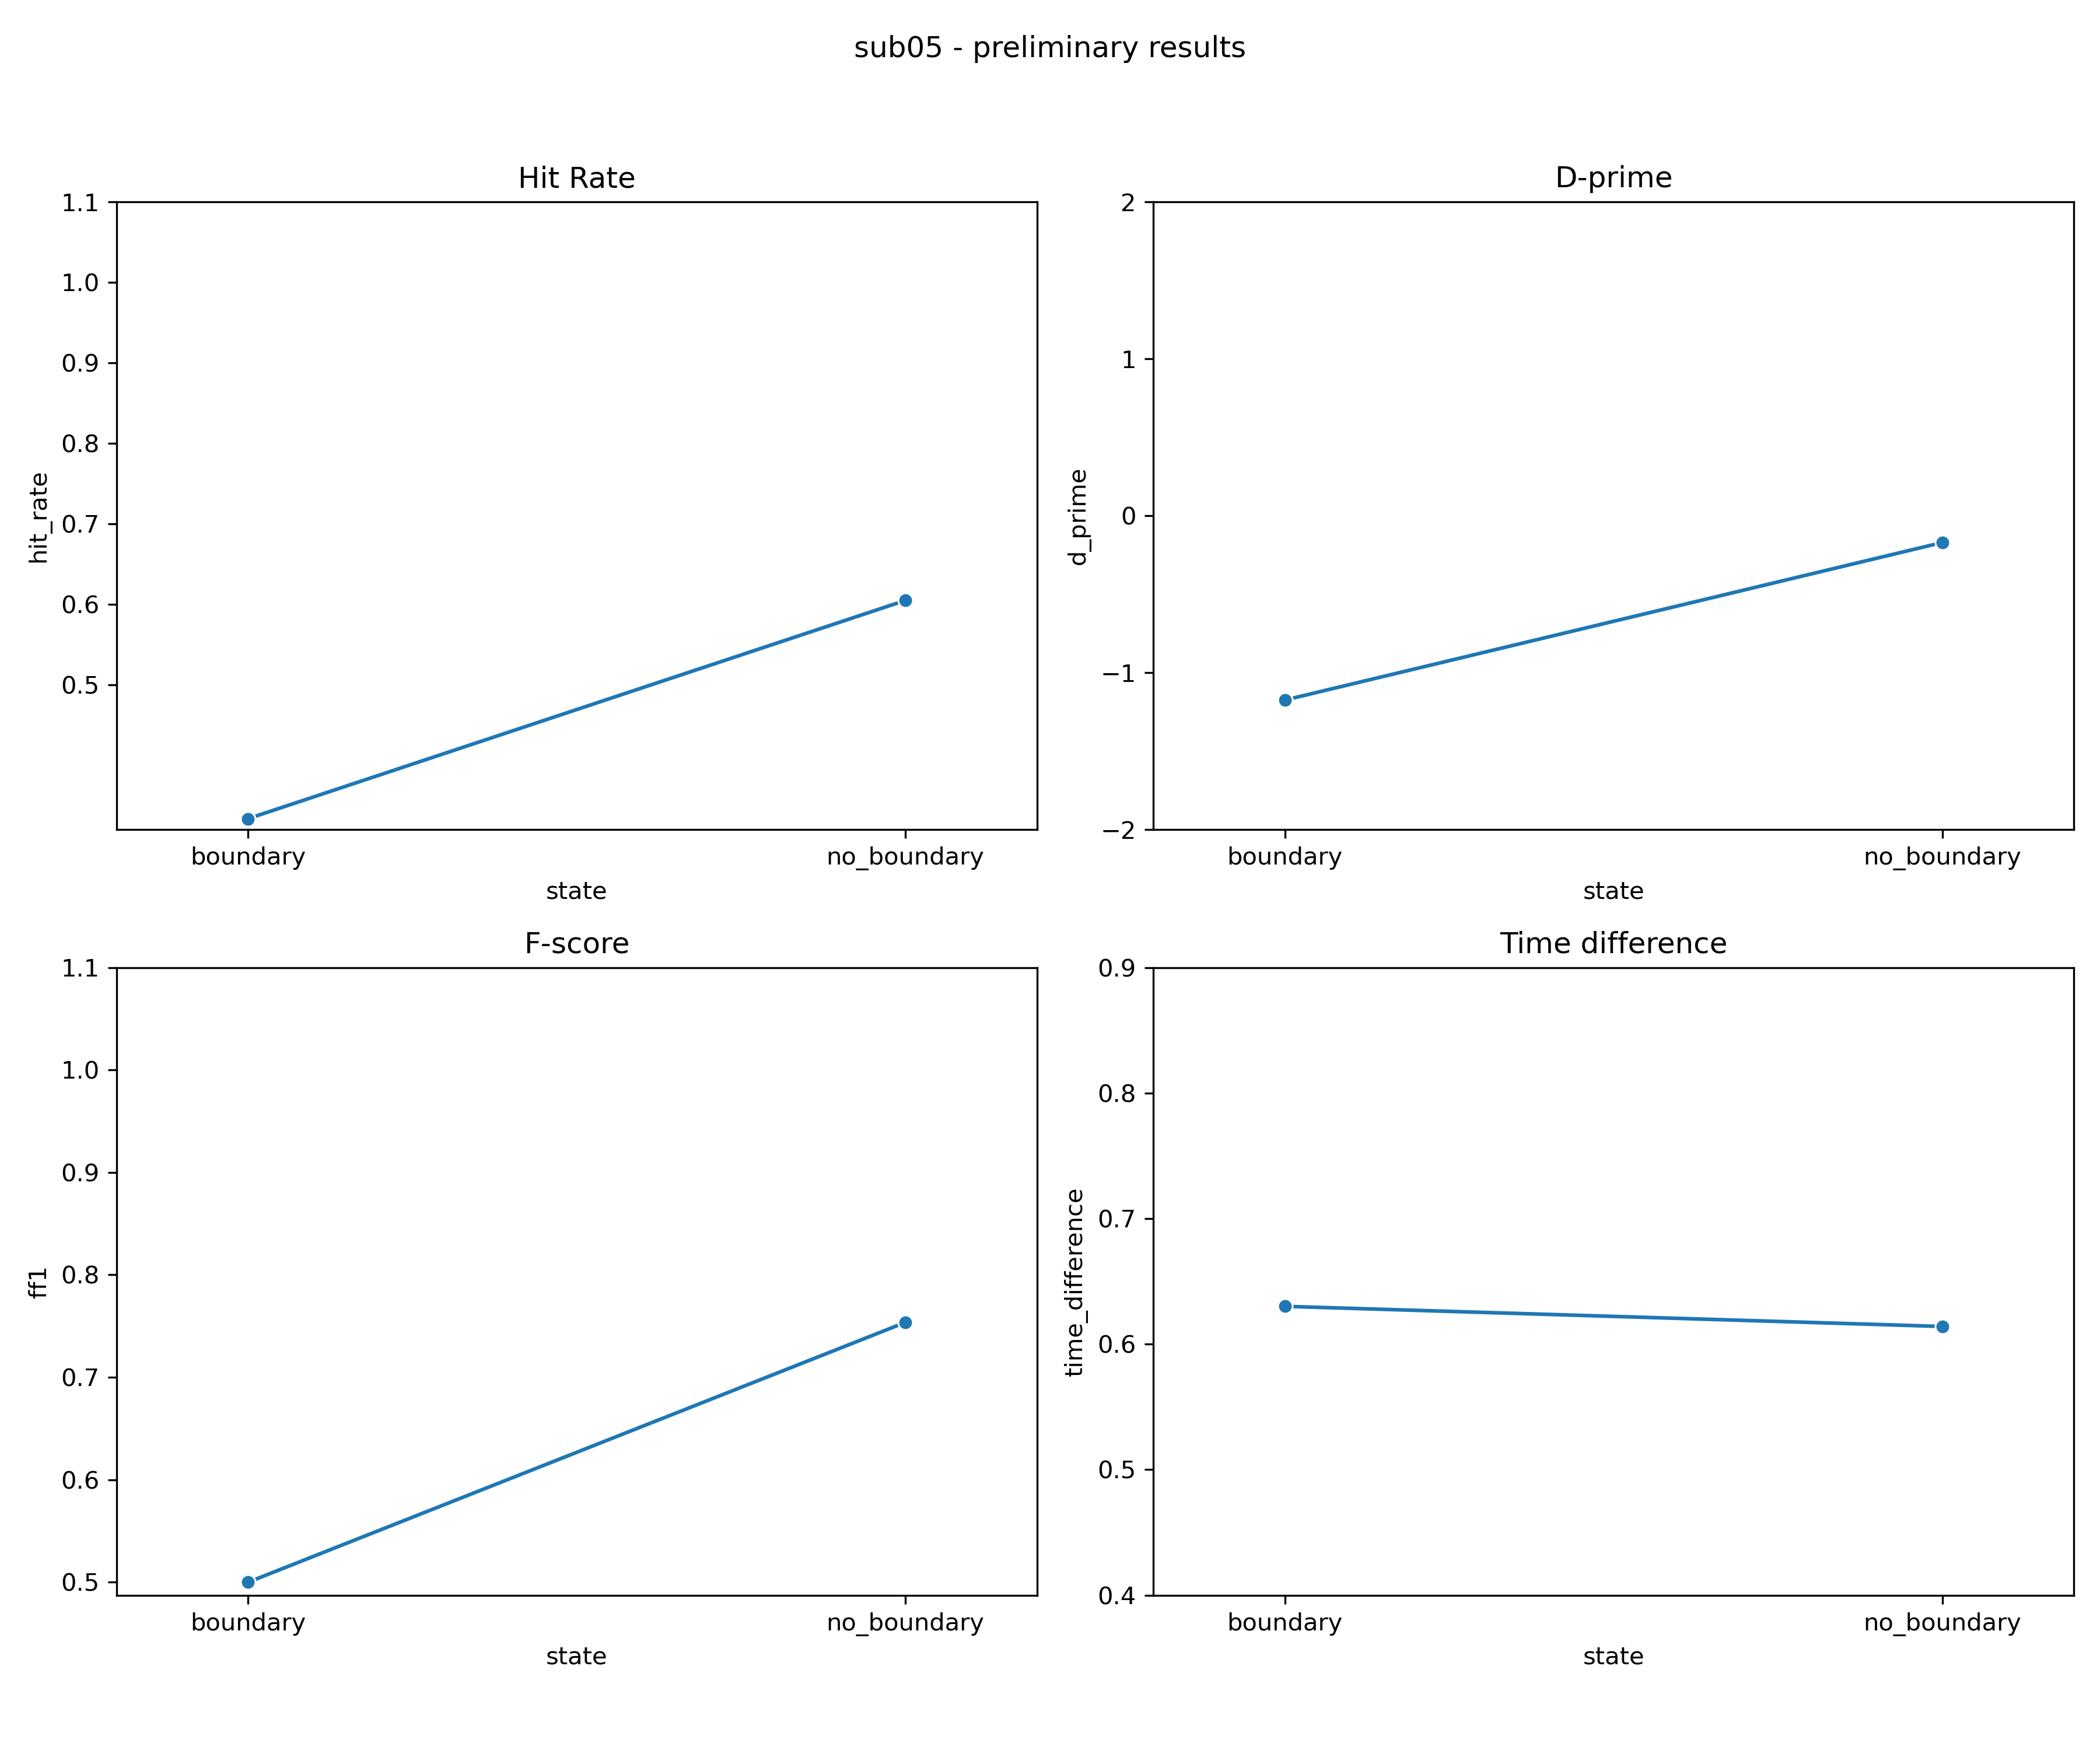 sub05 - preliminary results
Hit Rate
1.1
1.0
0.9
0.8
0.7
0.6
0.5
hit_rate
boundary
no_boundary
state
D-prime
2
1
0
−1
−2
d_prime
boundary
no_boundary
state
F-score
1.1
1.0
0.9
0.8
0.7
0.6
0.5
ff1
boundary
no_boundary
state
Time difference
0.9
0.8
0.7
0.6
0.5
0.4
time_difference
boundary
no_boundary
state